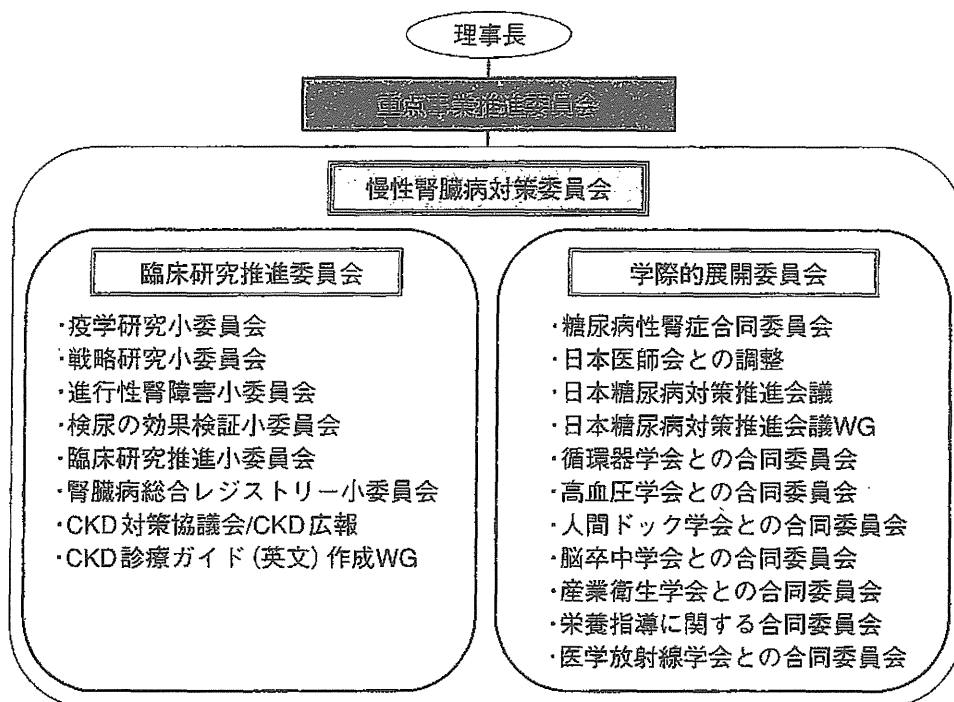 理事長
重点事業推進委員会
慢性腎臓病対策委員会
臨床研究推進委員会
・疫学研究小委員会
・戦略研究小委員会
・進行性腎障害小委員会
・検尿の効果検証小委員会
・臨床研究推進小委員会
・腎臓病総合レジストリー小委員会
・CKD対策協議会/CKD広報
・CKD診療ガイド(英文)作成WG
学際的展開委員会
・糖尿病性腎症合同委員会
・日本医師会との調整
・日本糖尿病対策推進会議
・日本糖尿病対策推進会議WG
・循環器学会との合同委員会
・高血圧学会との合同委員会
・人間ドック学会との合同委員会
・脳卒中学会との合同委員会
・産業衛生学会との合同委員会
・栄養指導に関する合同委員会
・医学放射線学会との合同委員会